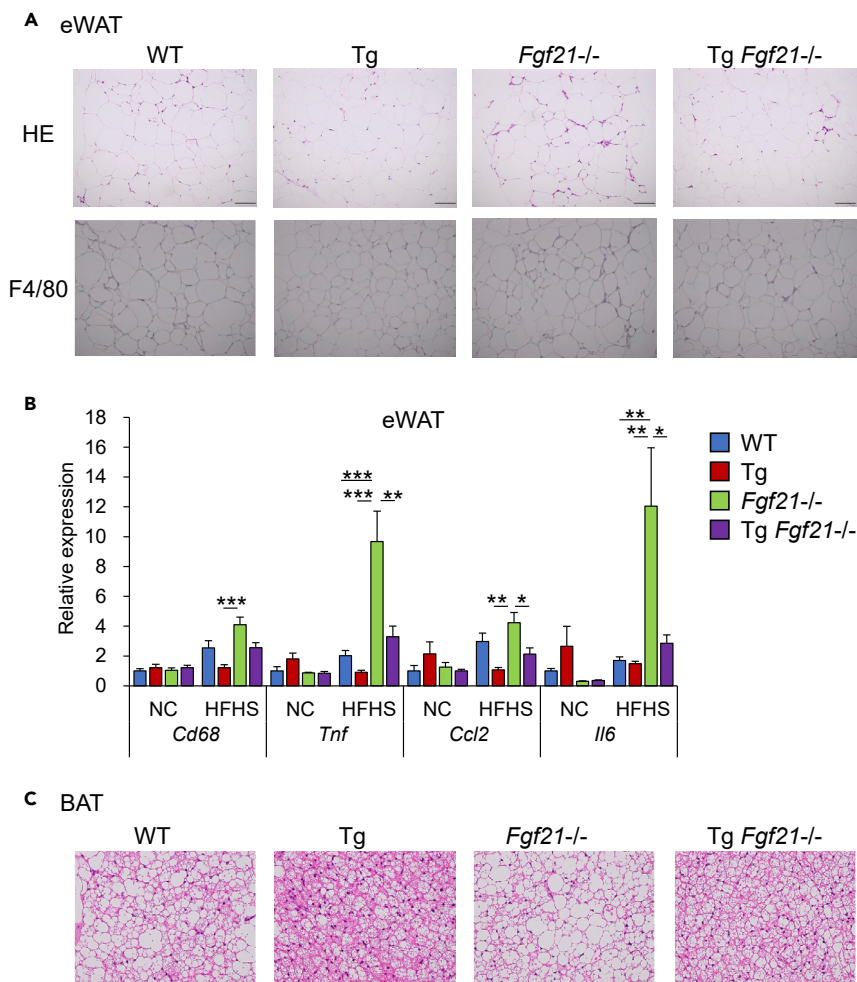 A eWAT
WT Tg Fgf21-/- Tg Fgf21-/-
HE
F4/80
B
eWAT
Relative expression
18
16
14
12
10
8
6
4
2
0
*** *** *** ** ** * ** ** *
WT
Tg
Fgf21-/-
Tg Fgf21-/-
NC HFHS NC HFHS NC HFHS NC HFHS
Cd68 Tnf Ccl2 Il6
C BAT
WT Tg Fgf21-/- Tg Fgf21-/-